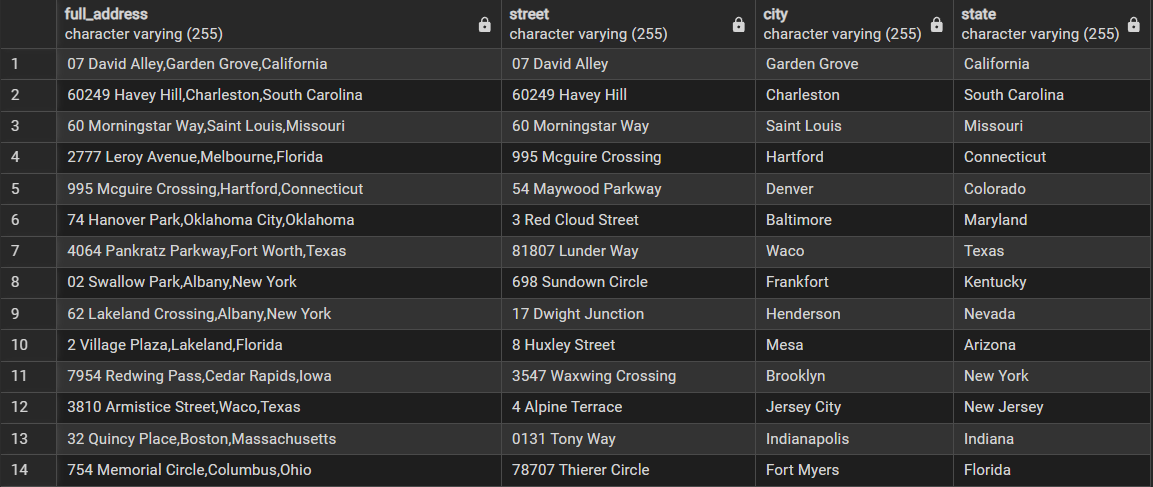 full_address street city state
character varying (255) character varying (255) character varying (255) character varying (255)
1 07 David Alley,Garden Grove,California 07 David Alley Garden Grove California
2 60249 Havey Hill,Charleston,South Carolina 60249 Havey Hill Charleston South Carolina
3 60 Morningstar Way,Saint Louis,Missouri 60 Morningstar Way Saint Louis Missouri
4 2777 Leroy Avenue,Melbourne,Florida 995 Mcguire Crossing Hartford Connecticut
5 995 Mcguire Crossing,Hartford,Connecticut 54 Maywood Parkway Denver Colorado
6 74 Hanover Park,Oklahoma City,Oklahoma 3 Red Cloud Street Baltimore Maryland
7 4064 Pankratz Parkway,Fort Worth,Texas 81807 Lunder Way Waco Texas
8 02 Swallow Park,Albany,New York 698 Sundown Circle Frankfort Kentucky
9 62 Lakeland Crossing,Albany,New York 17 Dwight Junction Henderson Nevada
10 2 Village Plaza,Lakeland,Florida 8 Huxley Street Mesa Arizona
11 7954 Redwing Pass,Cedar Rapids,Iowa 3547 Waxwing Crossing Brooklyn New York
12 3810 Armistice Street,Waco,Texas 4 Alpine Terrace Jersey City New Jersey
13 32 Quincy Place,Boston,Massachusetts 0131 Tony Way Indianapolis Indiana
14 754 Memorial Circle,Columbus,Ohio 78707 Thierer Circle Fort Myers Florida